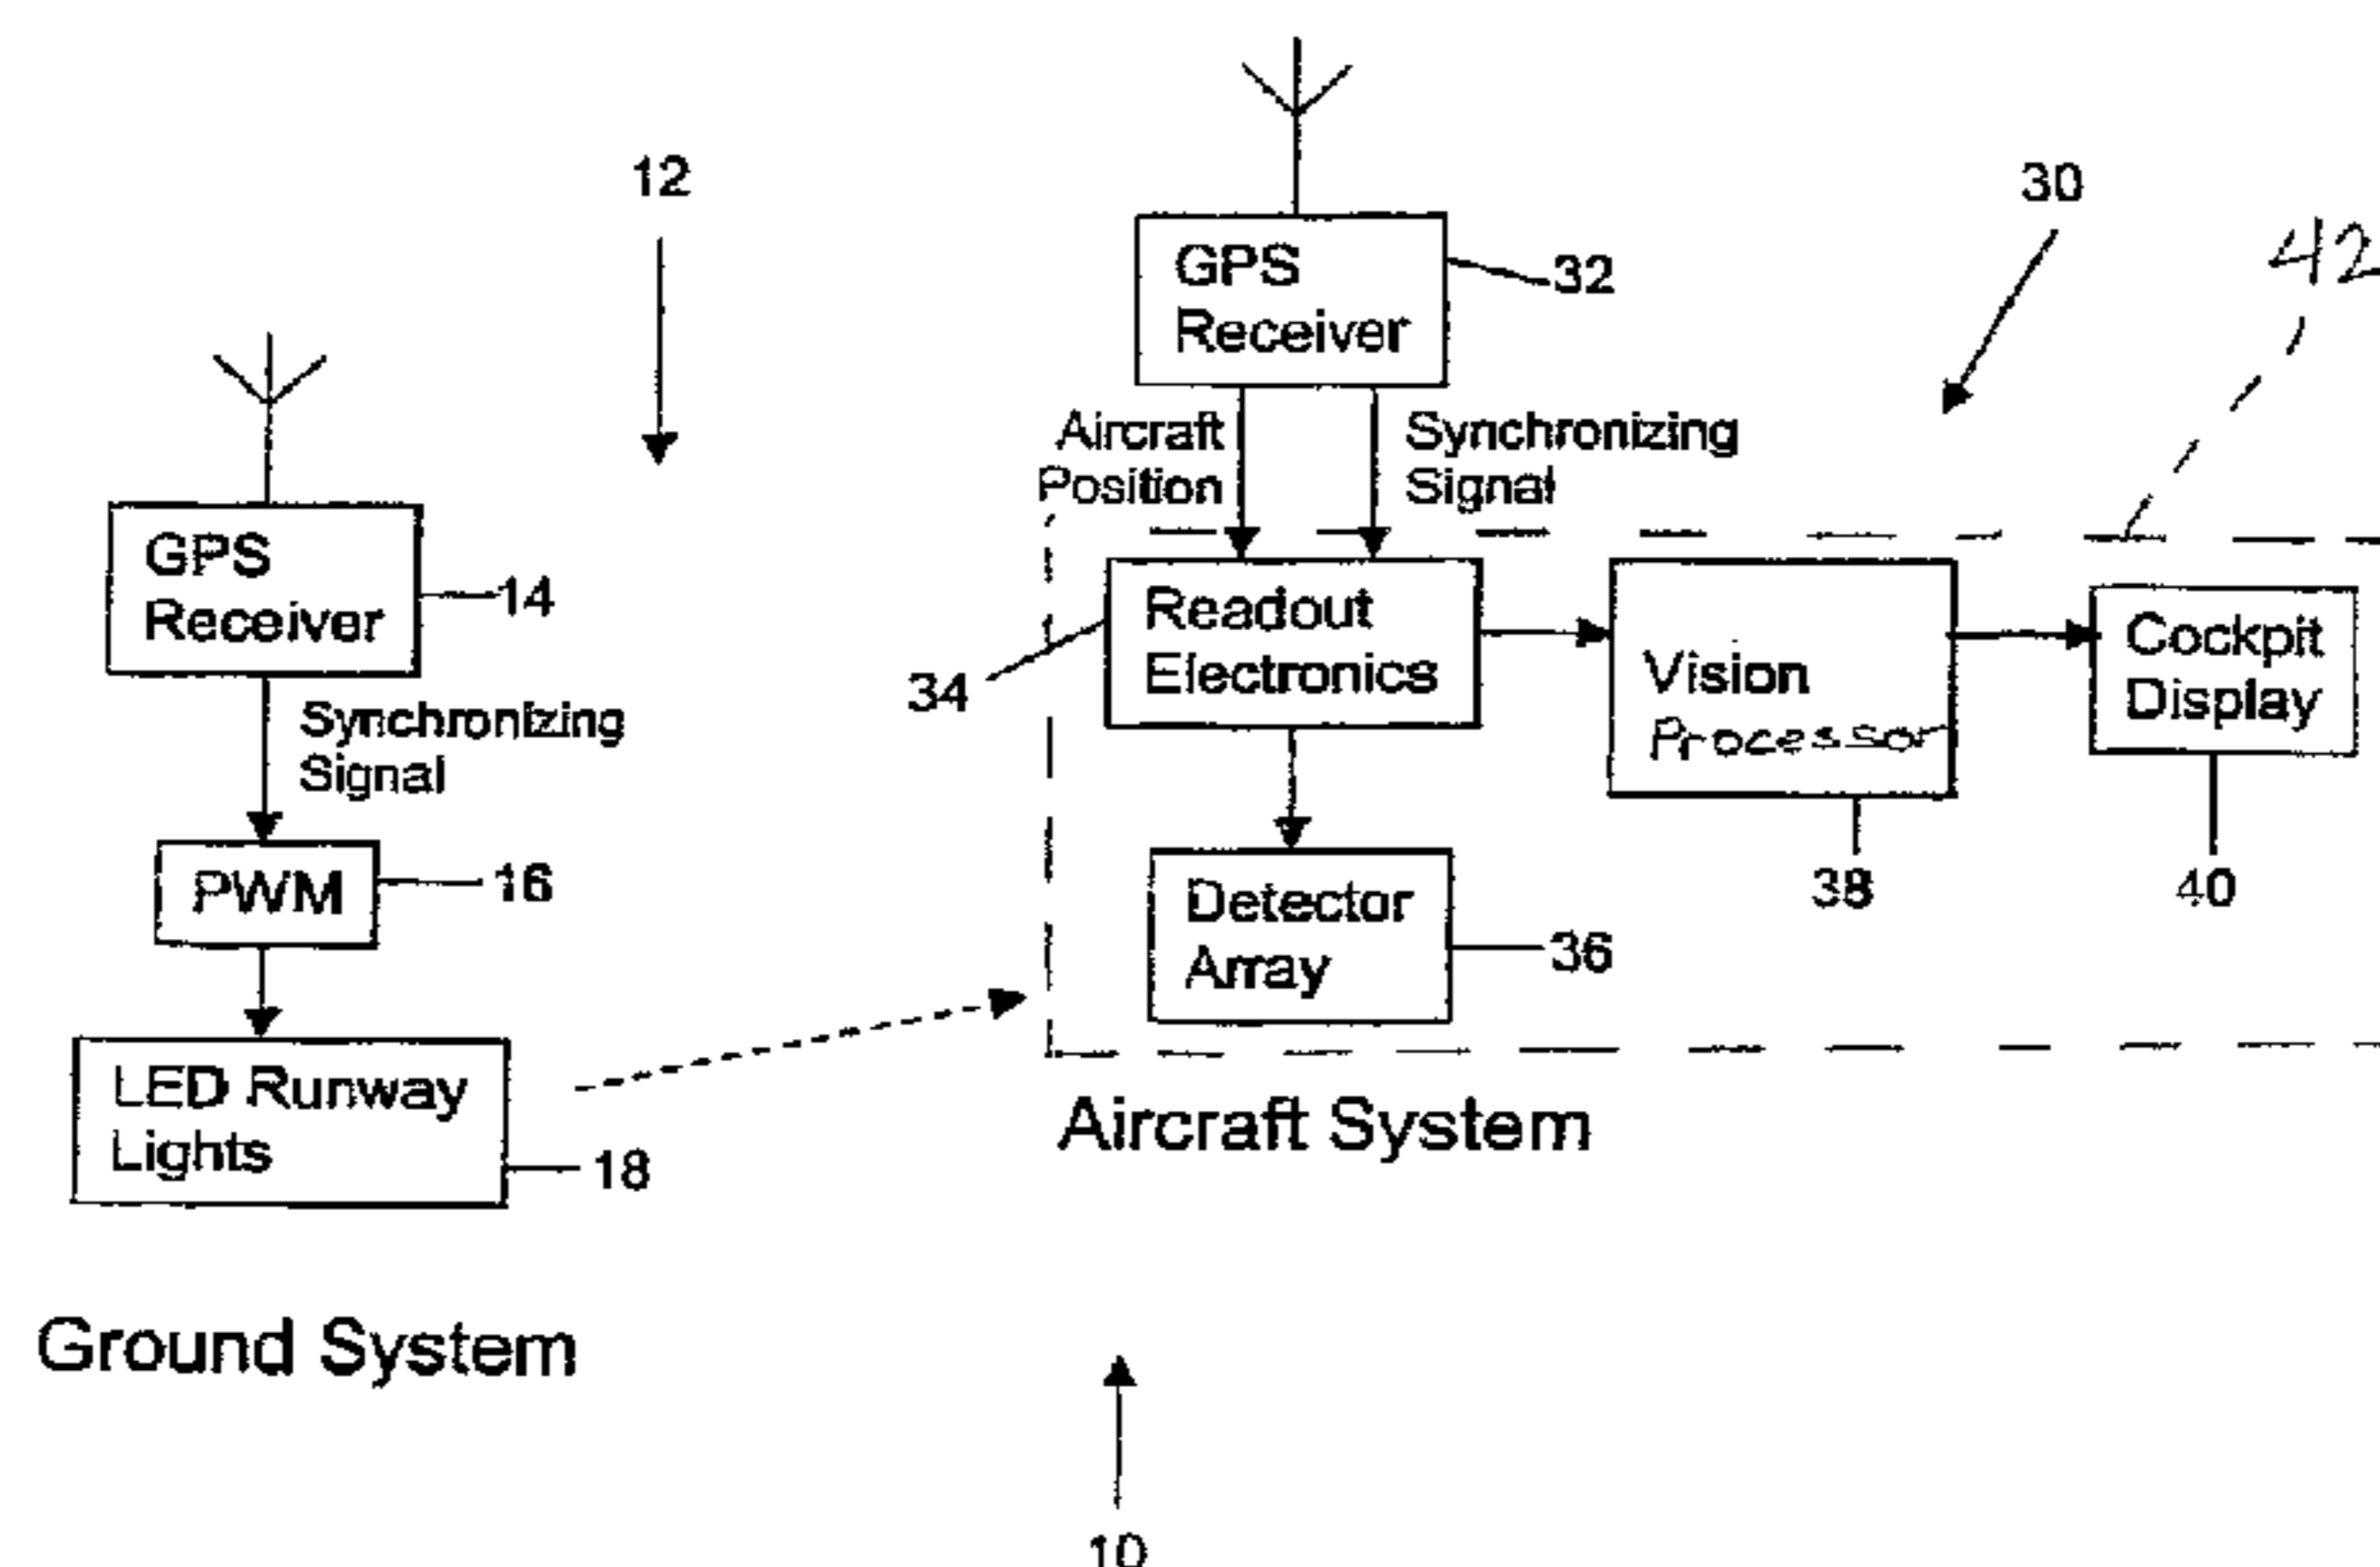 12
GPS
Receiver
14
Synchronizing
Signal
PWM
16
LED Runway
Lights
18
Ground System
GPS
Receiver
32
30
42
Aircraft
Position
Synchronizing
Signal
Readout
Electronics
34
Vision
Processor
38
Cockpit
Display
40
Detector
Array
36
Aircraft System
10